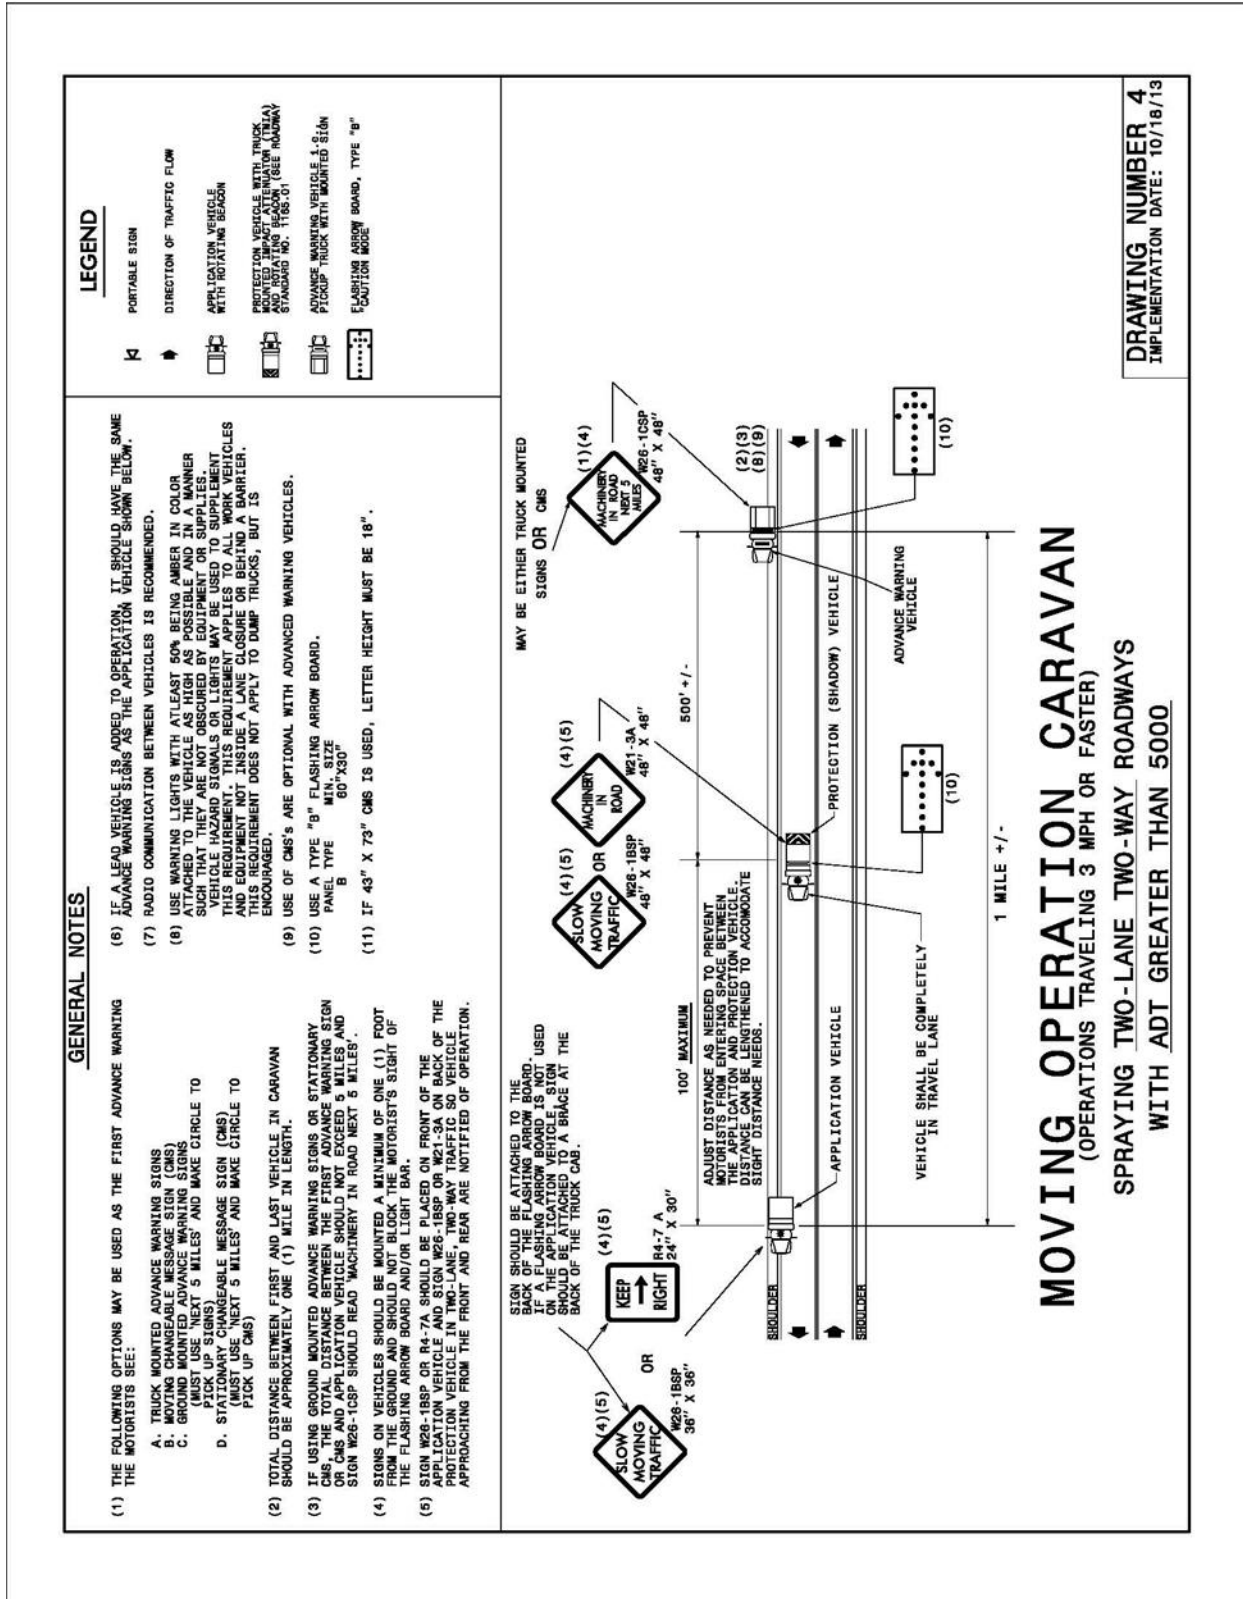 GENERAL NOTES
(1) THE FOLLOWING OPTIONS MAY BE USED AS THE FIRST ADVANCE WARNING
THE MOTORISTS SEE:
A. TRUCK MOUNTED ADVANCE WARNING SIGNS
B. MOVING CHANGEABLE MESSAGE SIGN (CMS)
C. GROUND MOUNTED ADVANCE WARNING SIGNS
(MUST USE 'NEXT 5 MILES' AND MAKE CIRCLE TO
PICK UP SIGNS)
D. STATIONARY CHANGEABLE MESSAGE SIGN (CMS)
(MUST USE 'NEXT 5 MILES' AND MAKE CIRCLE TO
PICK UP CMS)
(2) TOTAL DISTANCE BETWEEN FIRST AND LAST VEHICLE IN CARAVAN
SHOULD BE APPROXIMATELY ONE (1) MILE IN LENGTH.
(3) IF USING GROUND MOUNTED ADVANCE WARNING SIGNS OR STATIONARY
CMS, THE TOTAL DISTANCE BETWEEN THE FIRST ADVANCE WARNING SIGN
OR CMS AND APPLICATION VEHICLE SHOULD NOT EXCEED 5 MILES AND
SIGN W26-1CSP SHOULD READ 'MACHINERY IN ROAD NEXT 5 MILES'.
(4) SIGNS ON VEHICLES SHOULD BE MOUNTED A MINIMUM OF ONE (1) FOOT
FROM THE GROUND AND SHOULD NOT BLOCK THE MOTORIST'S SIGHT OF
THE FLASHING ARROW BOARD AND/OR LIGHT BAR.
(5) SIGN W26-1BSP OR R4-7A SHOULD BE PLACED ON FRONT OF THE
APPLICATION VEHICLE AND SIGN W26-1BSP OR W21-3A ON BACK OF THE
PROTECTION VEHICLE IN TWO-LANE, TWO-WAY TRAFFIC SO VEHICLE
APPROACHING FROM THE FRONT AND REAR ARE NOTIFIED OF OPERATION.
(6) IF A LEAD VEHICLE IS ADDED TO OPERATION, IT SHOULD HAVE THE SAME
ADVANCE WARNING SIGNS AS THE APPLICATION VEHICLE SHOWN BELOW.
(7) RADIO COMMUNICATION BETWEEN VEHICLES IS RECOMMENDED.
(8) USE WARNING LIGHTS WITH ATLEAST 50% BEING AMBER IN COLOR
ATTACHED TO THE VEHICLE AS HIGH AS POSSIBLE AND IN A MANNER
SUCH THAT THEY ARE NOT OBSCURED BY EQUIPMENT OR SUPPLIES.
VEHICLE HAZARD SIGNALS OR LIGHTS MAY BE USED TO SUPPLEMENT
THIS REQUIREMENT. THIS REQUIREMENT APPLIES TO ALL WORK VEHICLES
AND EQUIPMENT NOT INSIDE A LANE CLOSURE OR BEHIND A BARRIER.
THIS REQUIREMENT DOES NOT APPLY TO DUMP TRUCKS, BUT IS
ENCOURAGED.
(9) USE OF CMS's ARE OPTIONAL WITH ADVANCED WARNING VEHICLES.
(10) USE A TYPE "B" FLASHING ARROW BOARD.
PANEL TYPE MIN. SIZE
B 60"X30"
(11) IF 43" X 73" CMS IS USED, LETTER HEIGHT MUST BE 18".
LEGEND
PORTABLE SIGN
DIRECTION OF TRAFFIC FLOW
APPLICATION VEHICLE
WITH ROTATING BEACON
PROTECTION VEHICLE WITH TRUCK
MOUNTED IMPACT ATTENUATOR (TMIA)
AND ROTATING BEACON (SEE ROADWAY
STANDARD NO. 1165.01
ADVANCE WARNING VEHICLE
PICKUP TRUCK WITH MOUNTED SIGN
FLASHING ARROW BOARD, TYPE "B"
"CAUTION MODE"
SIGN SHOULD BE ATTACHED TO THE
BACK OF THE FLASHING ARROW BOARD.
IF A FLASHING ARROW BOARD IS NOT USED
ON THE APPLICATION VEHICLE, SIGN
SHOULD BE ATTACHED TO A BRACE AT THE
BACK OF THE TRUCK CAB.
(4)(5)
SLOW
MOVING
TRAFFIC
W26-1BSP
36" X 36"
OR
(4)(5)
KEEP
RIGHT
R4-7 A
24" X 30"
(4)(5)
SLOW
MOVING
TRAFFIC
W26-1BSP
48" X 48"
OR
(4)(5)
MACHINERY
IN
ROAD
W21-3A
48" X 48"
MAY BE EITHER TRUCK MOUNTED
SIGNS OR CMS
(1)(4)
MACHINERY
IN ROAD
NEXT 5
MILES
W26-1CSP
48" X 48"
100' MAXIMUM
500' +/-
ADJUST DISTANCE AS NEEDED TO PREVENT
MOTORISTS FROM ENTERING SPACE BETWEEN
THE APPLICATION AND PROTECTION VEHICLE.
DISTANCE CAN BE LENGTHENED TO ACCOMODATE
SIGHT DISTANCE NEEDS.
(2)(3)
(8)(9)
SHOULDER
SHOULDER
APPLICATION VEHICLE
PROTECTION (SHADOW) VEHICLE
ADVANCE WARNING
VEHICLE
VEHICLE SHALL BE COMPLETELY
IN TRAVEL LANE
(10)
(10)
1 MILE +/-
MOVING OPERATION CARAVAN
(OPERATIONS TRAVELING 3 MPH OR FASTER)
SPRAYING TWO-LANE TWO-WAY ROADWAYS
WITH ADT GREATER THAN 5000
DRAWING NUMBER 4
IMPLEMENTATION DATE: 10/18/13